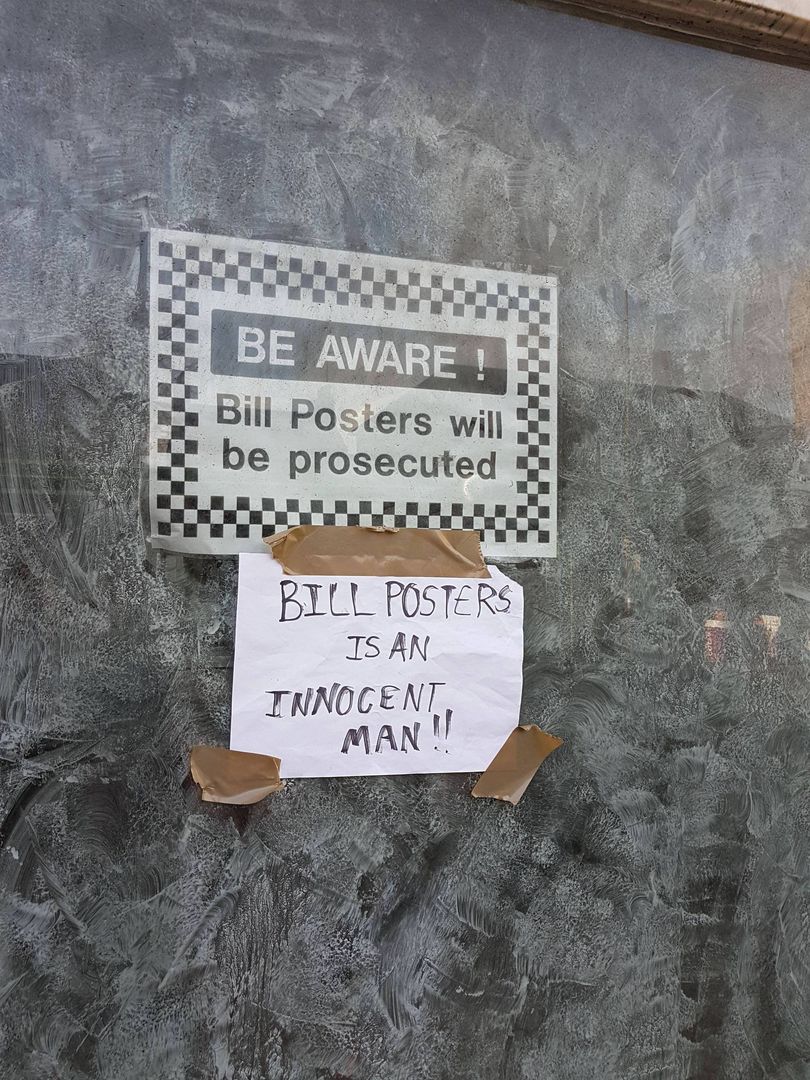 BE AWARE !
Bill Posters will
be prosecuted
BILL POSTERS
IS AN
INNOCENT
MAN!!